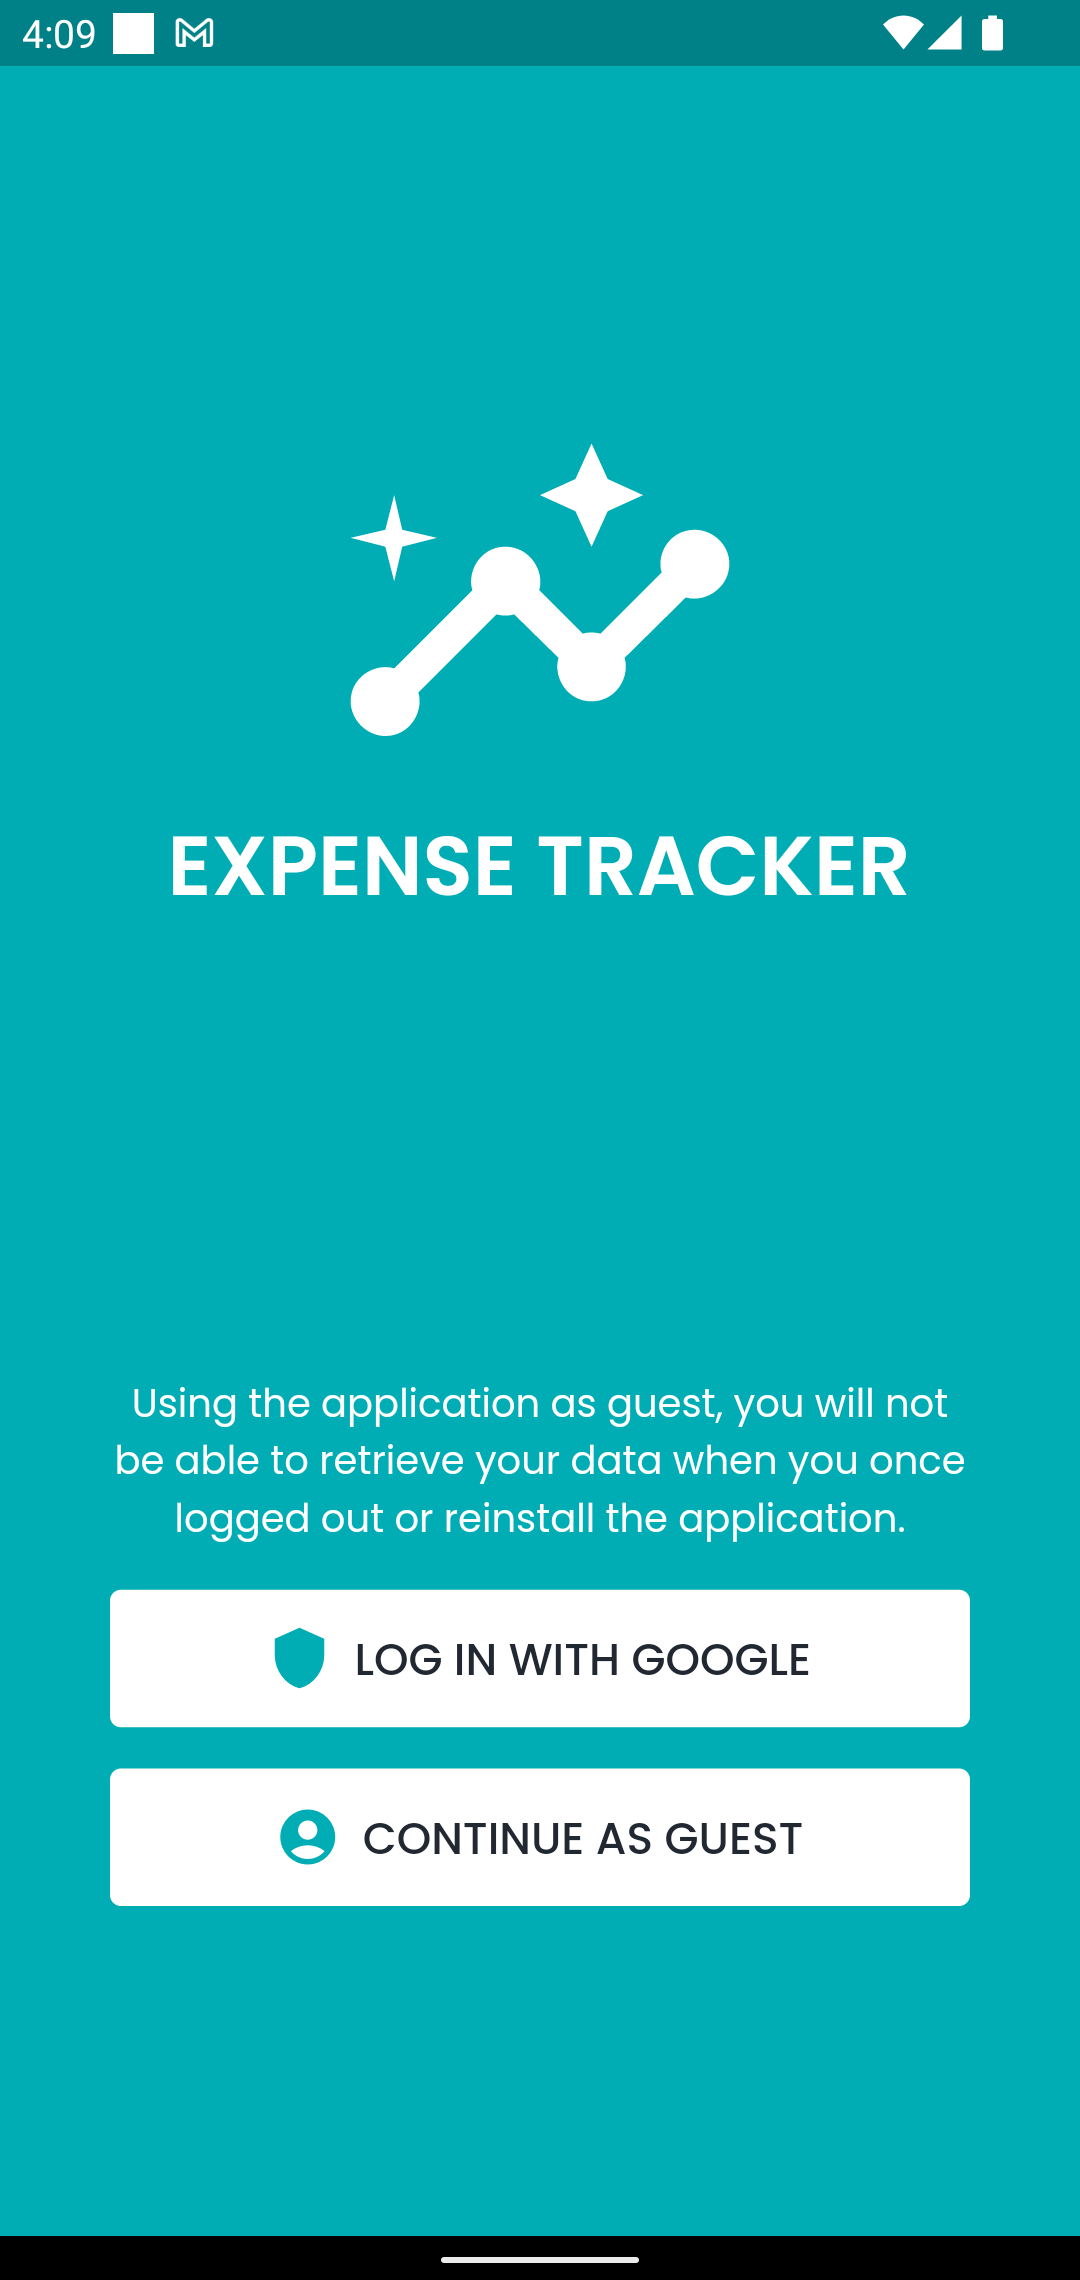 4:09
EXPENSE TRACKER
Using the application as guest, you will not
be able to retrieve your data when you once
logged out or reinstall the application.
LOG IN WITH GOOGLE
CONTINUE AS GUEST